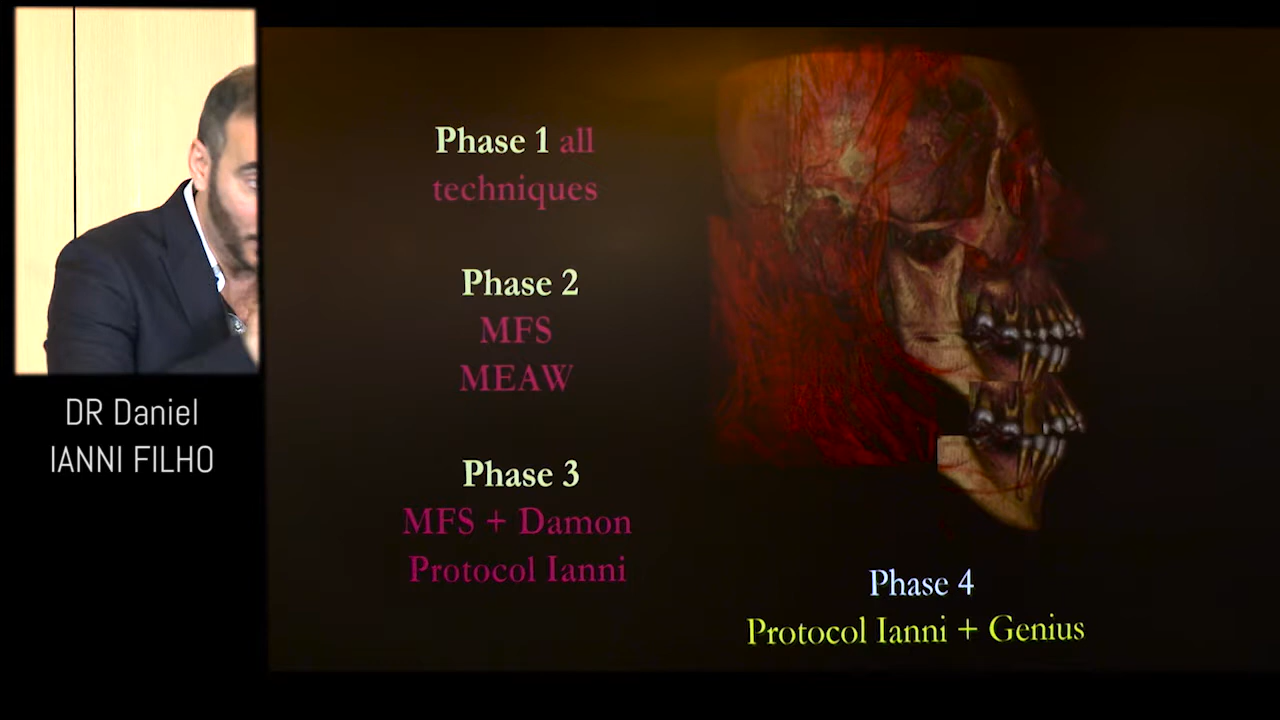 DR Daniel
IANNI FILHO
Phase 1 all
techniques
Phase 2
MFS
MEAW
Phase 3
MFS + Damon
Protocol Ianni
Phase 4
Protocol Ianni + Genius